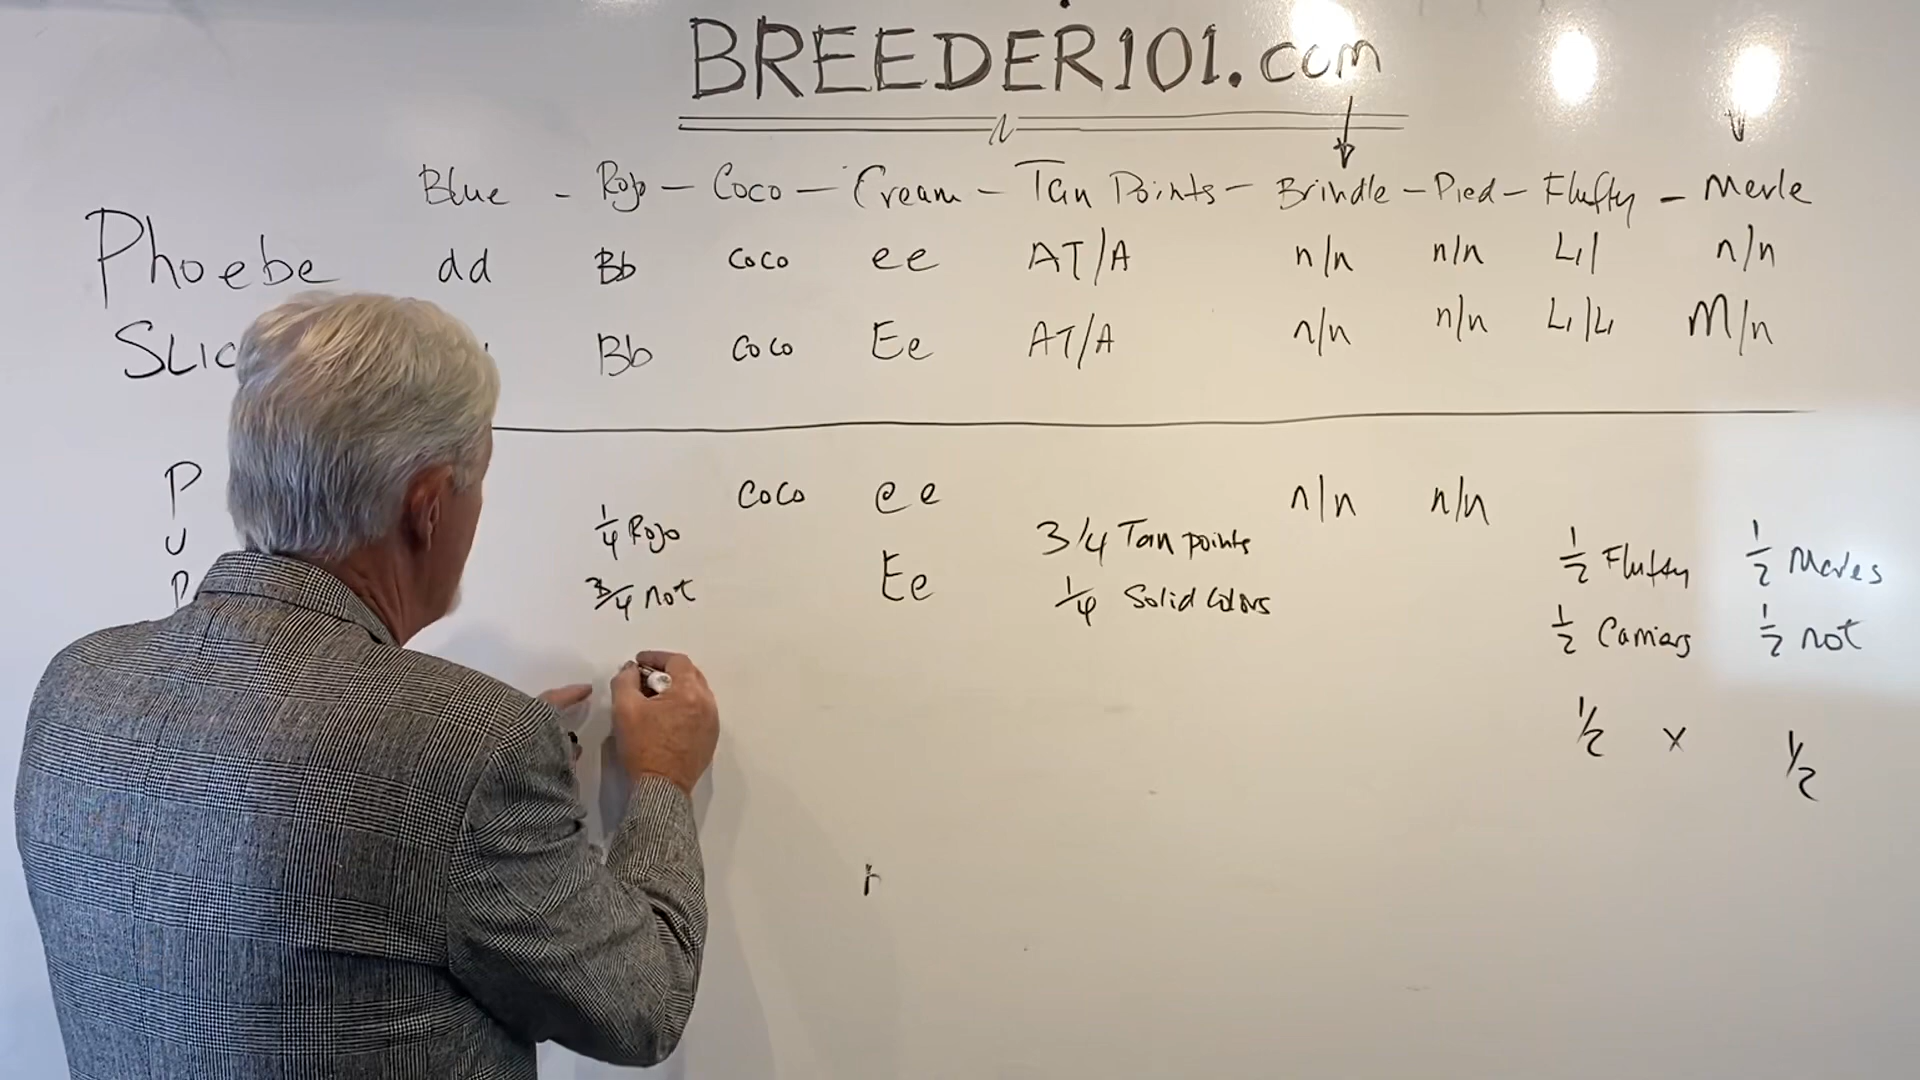 BREEDER101.com
Blue - Rojo - Coco - Cream - Tan Points - Brindle - Pied - Fluffy - Merle
Phoebe dd Bb coco ee AT/A n/n n/n L1/ n/n
SLIC Bb coco Ee AT/A n/n n/n L1/L1 M/n
P coco ee n/n n/n
U 1/4 Rojo 3/4 Tan points 1/2 Fluffy 1/2 Merles
P 3/4 not Ee 1/4 Solid colors 1/2 Carriers 1/2 not
1/2 x 1/2